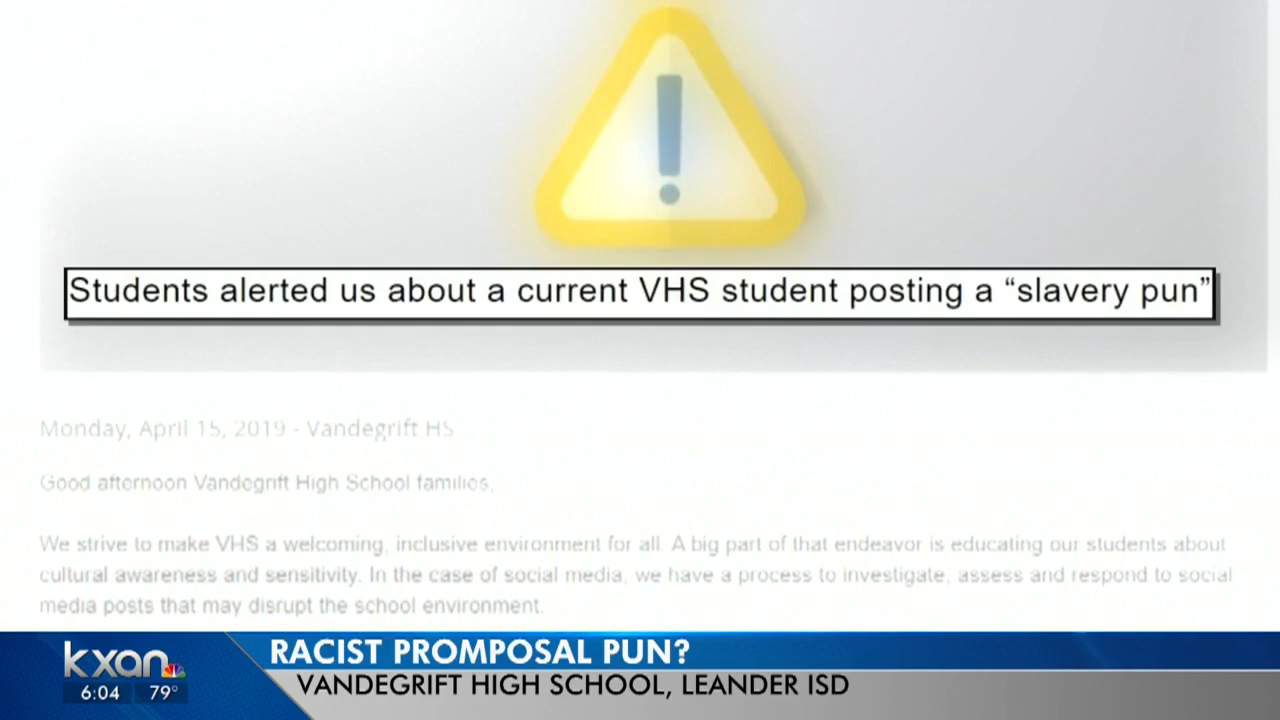 Students alerted us about a current VHS student posting a “slavery pun”
Monday, April 15, 2019 - Vandegrift HS
Good afternoon Vandegrift High School families,
We strive to make VHS a welcoming, inclusive environment for all. A big part of that endeavor is educating our students about
cultural awareness and sensitivity. In the case of social media, we have a process to investigate, assess and respond to social
media posts that may disrupt the school environment.
RACIST PROMPOSAL PUN?
VANDEGRIFT HIGH SCHOOL, LEANDER ISD
kxan
6:04 79°